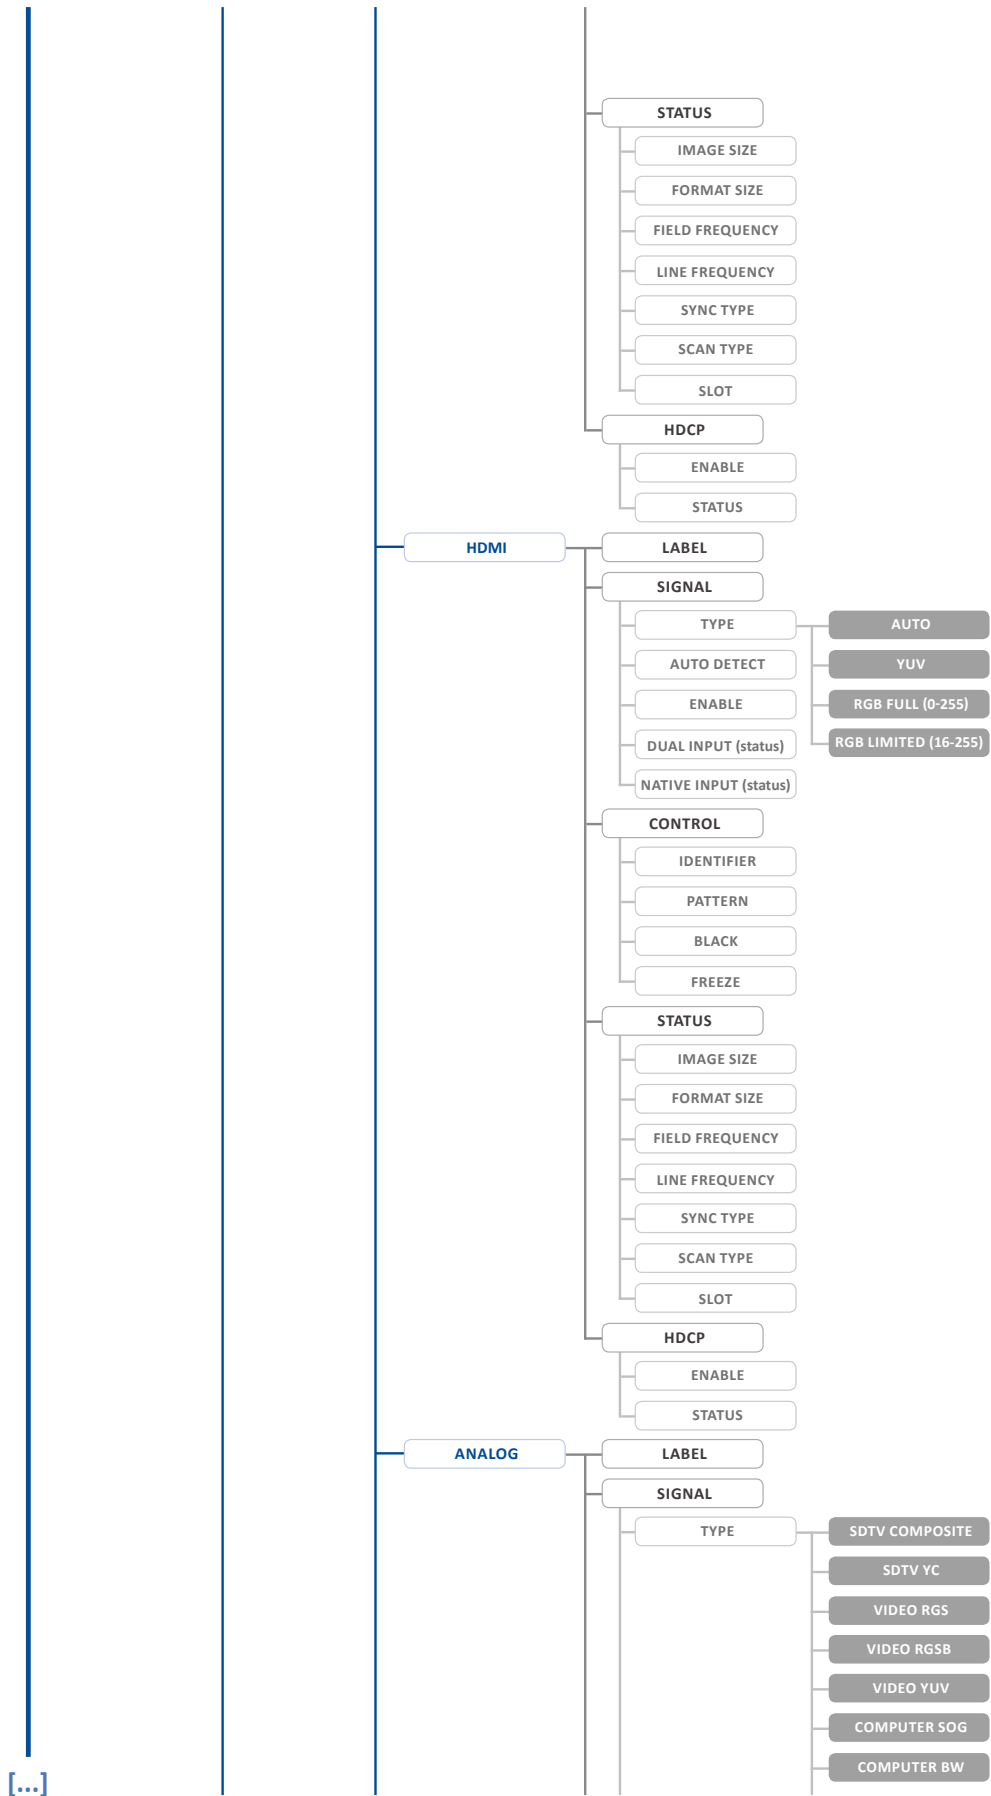 STATUS
IMAGE SIZE
FORMAT SIZE
FIELD FREQUENCY
LINE FREQUENCY
SYNC TYPE
SCAN TYPE
SLOT
HDCP
ENABLE
STATUS
HDMI
LABEL
SIGNAL
TYPE
AUTO
AUTO DETECT
YUV
ENABLE
RGB FULL (0-255)
DUAL INPUT (status)
RGB LIMITED (16-255)
NATIVE INPUT (status)
CONTROL
IDENTIFIER
PATTERN
BLACK
FREEZE
STATUS
IMAGE SIZE
FORMAT SIZE
FIELD FREQUENCY
LINE FREQUENCY
SYNC TYPE
SCAN TYPE
SLOT
HDCP
ENABLE
STATUS
ANALOG
LABEL
SIGNAL
TYPE
SDTV COMPOSITE
SDTV YC
VIDEO RGS
VIDEO RGSB
VIDEO YUV
COMPUTER SOG
COMPUTER BW
[...]